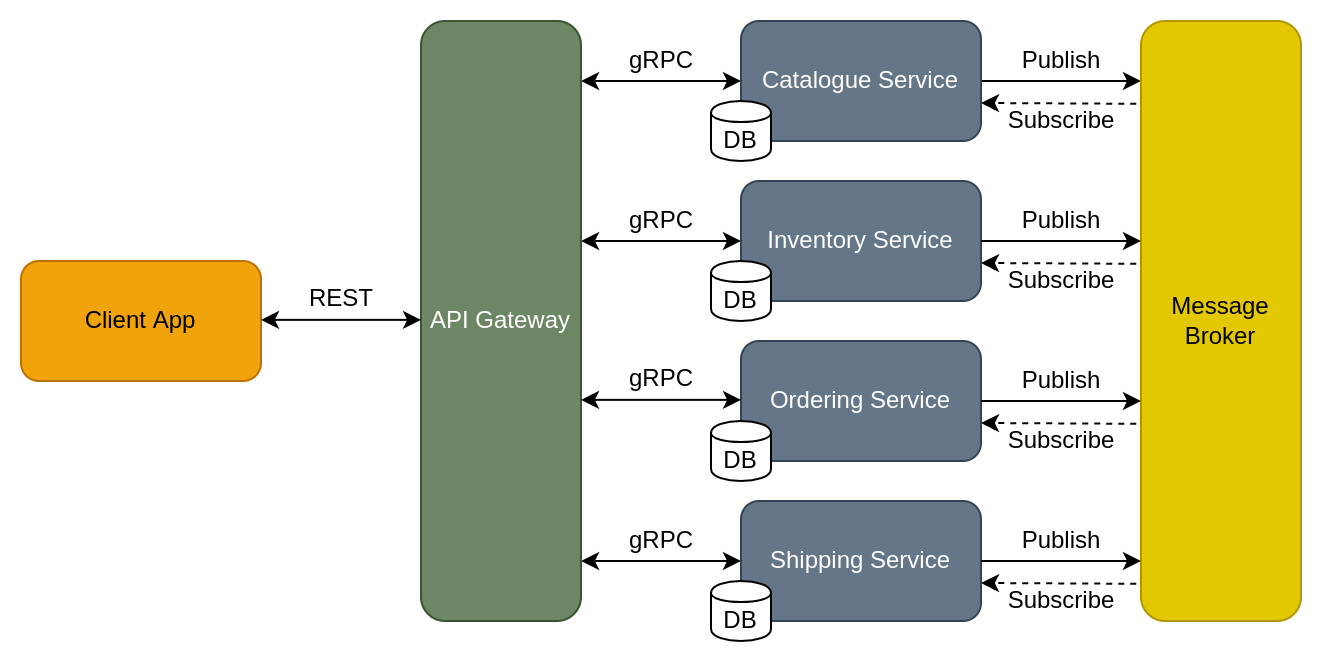 Client App
REST
API Gateway
gRPC
Catalogue Service
DB
Publish
Subscribe
gRPC
Inventory Service
DB
Publish
Subscribe
gRPC
Ordering Service
DB
Publish
Subscribe
gRPC
Shipping Service
DB
Publish
Subscribe
Message
Broker